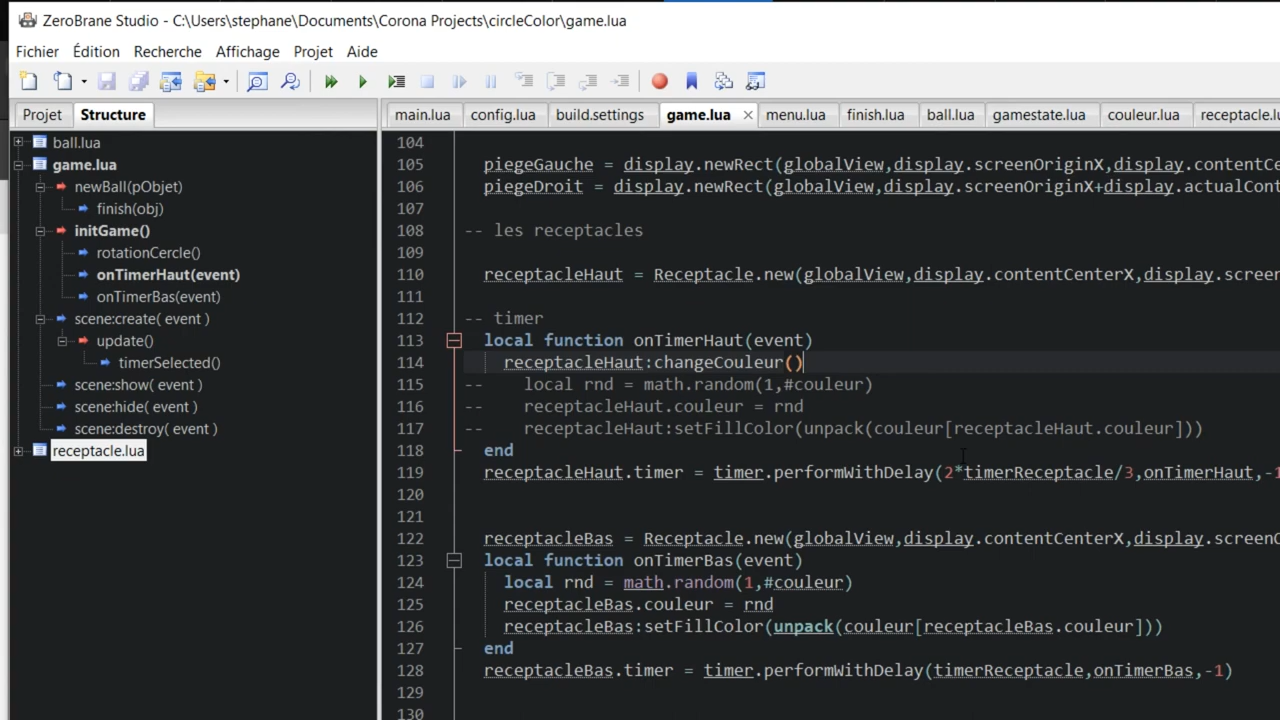 ZeroBrane Studio - C:\Users\stephane\Documents\Corona Projects\circleColor\game.lua
Fichier Édition Recherche Affichage Projet Aide
Projet Structure
ball.lua
game.lua
newBall(pObjet)
finish(obj)
initGame()
rotationCercle()
onTimerHaut(event)
onTimerBas(event)
scene:create( event )
update()
timerSelected()
scene:show( event )
scene:hide( event )
scene:destroy( event )
receptacle.lua
main.lua config.lua build.settings game.lua menu.lua finish.lua ball.lua gamestate.lua couleur.lua receptacle.lu
104
105 piegeGauche = display.newRect(globalView,display.screenOriginX,display.contentCe
106 piegeDroit = display.newRect(globalView,display.screenOriginX+display.actualCont
107
108 -- les receptacles
109
110 receptacleHaut = Receptacle.new(globalView,display.contentCenterX,display.screen
111
112 -- timer
113 local function onTimerHaut(event)
114 receptacleHaut:changeCouleur()
115 -- local rnd = math.random(1,#couleur)
116 -- receptacleHaut.couleur = rnd
117 -- receptacleHaut:setFillColor(unpack(couleur[receptacleHaut.couleur]))
118 end
119 receptacleHaut.timer = timer.performWithDelay(2*timerReceptacle/3,onTimerHaut,-1
120
121
122 receptacleBas = Receptacle.new(globalView,display.contentCenterX,display.screenO
123 local function onTimerBas(event)
124 local rnd = math.random(1,#couleur)
125 receptacleBas.couleur = rnd
126 receptacleBas:setFillColor(unpack(couleur[receptacleBas.couleur]))
127 end
128 receptacleBas.timer = timer.performWithDelay(timerReceptacle,onTimerBas,-1)
129
130